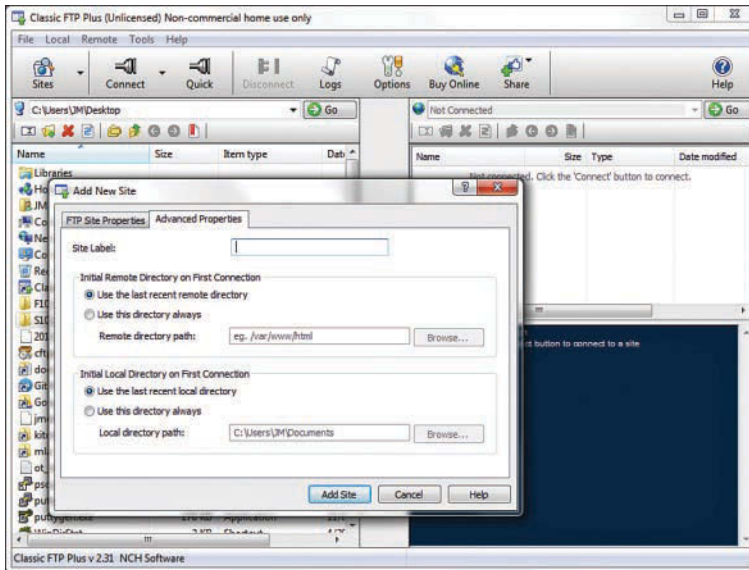 Classic FTP Plus (Unlicensed) Non-commercial home use only
File Local Remote Tools Help
Sites Connect Quick Disconnect Logs Options Buy Online Share Help
C:\Users\JM\Desktop Go
Not Connected Go
Name Size Item type
Name Size Type Date modified
Libraries
Not connected. Click the 'Connect' button to connect.
Add New Site
FTP Site Properties Advanced Properties
Site Label:
Initial Remote Directory on First Connection
Use the last recent remote directory
Use this directory always
Remote directory path: eg. /var/www/html Browse...
Initial Local Directory on First Connection
Use the last recent local directory
Use this directory always
Local directory path: C:\Users\JM\Documents Browse...
Add Site Cancel Help
button to connect to a site
puttygen.exe Application
WinDirStat Shortcut
Classic FTP Plus v 2.31 NCH Software